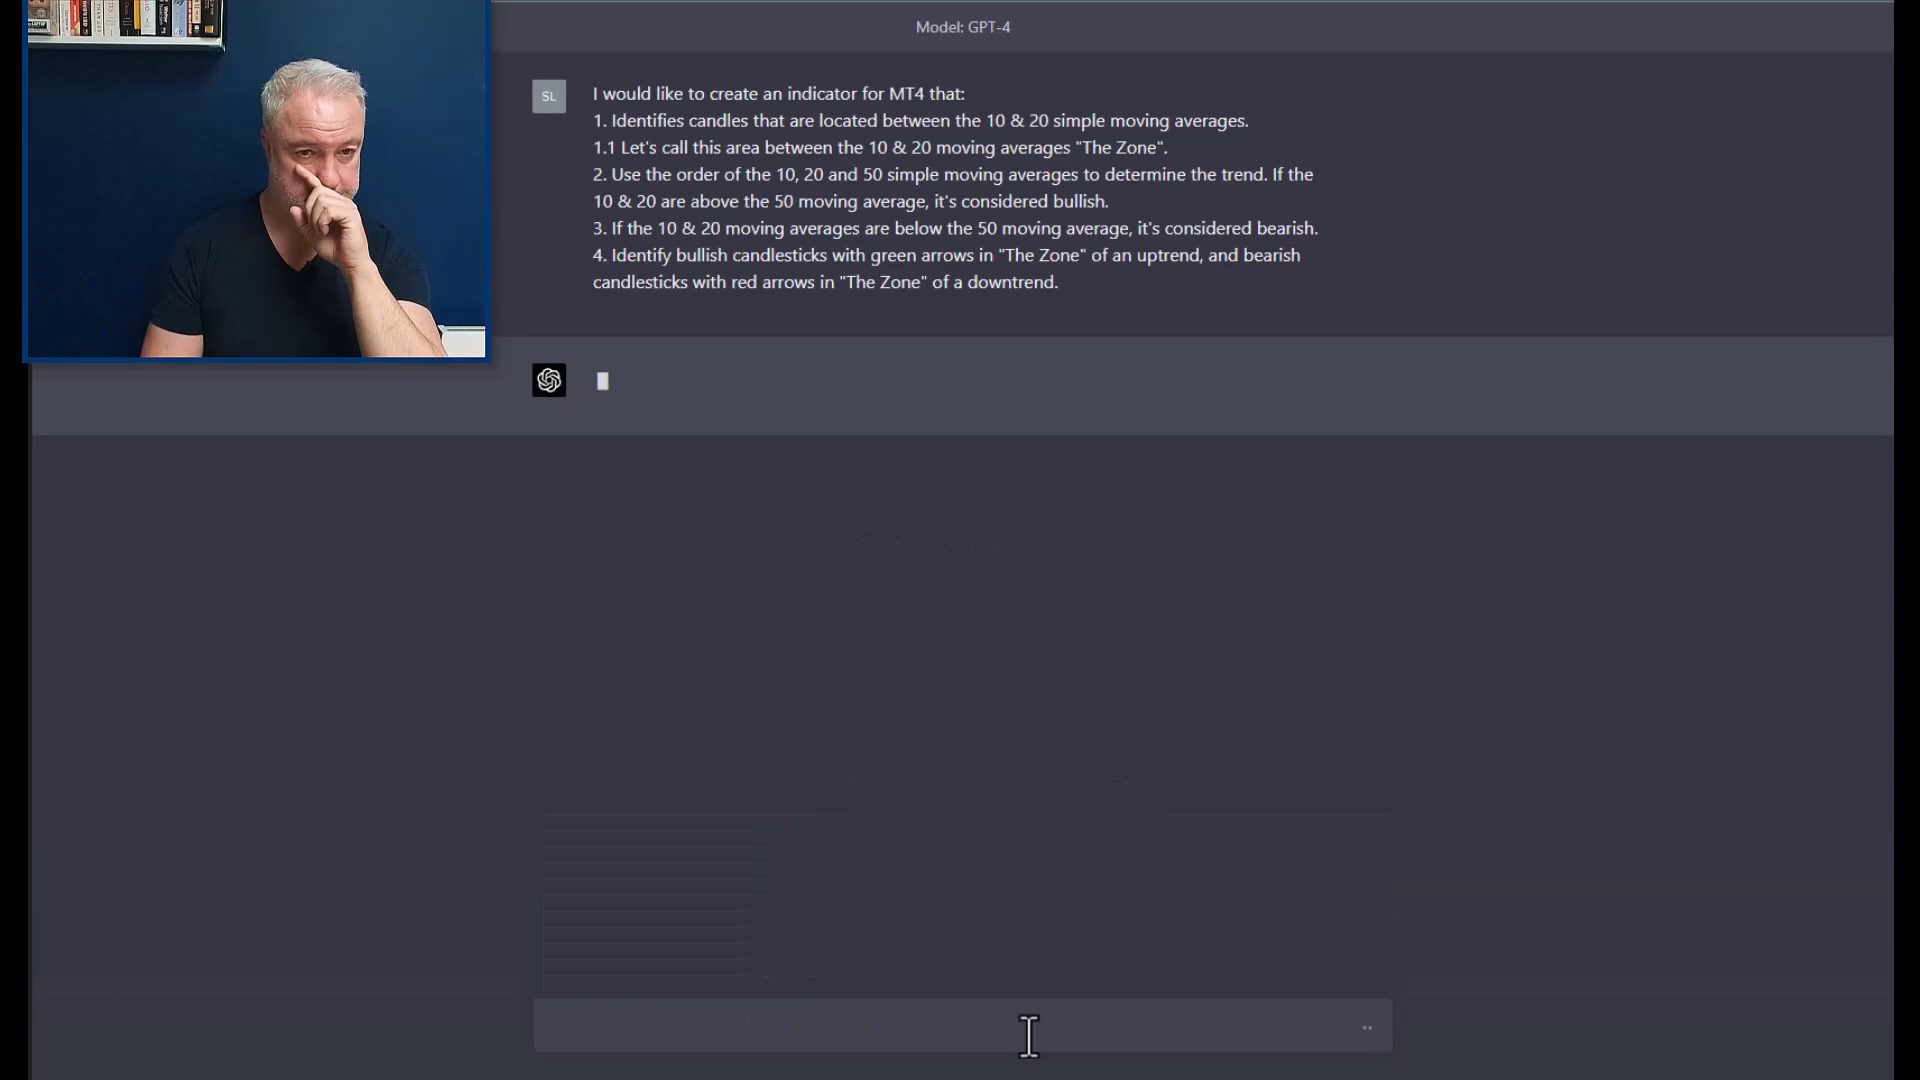 Model: GPT-4
SL
I would like to create an indicator for MT4 that:
1. Identifies candles that are located between the 10 & 20 simple moving averages.
1.1 Let's call this area between the 10 & 20 moving averages "The Zone".
2. Use the order of the 10, 20 and 50 simple moving averages to determine the trend. If the
10 & 20 are above the 50 moving average, it's considered bullish.
3. If the 10 & 20 moving averages are below the 50 moving average, it's considered bearish.
4. Identify bullish candlesticks with green arrows in "The Zone" of an uptrend, and bearish
candlesticks with red arrows in "The Zone" of a downtrend.